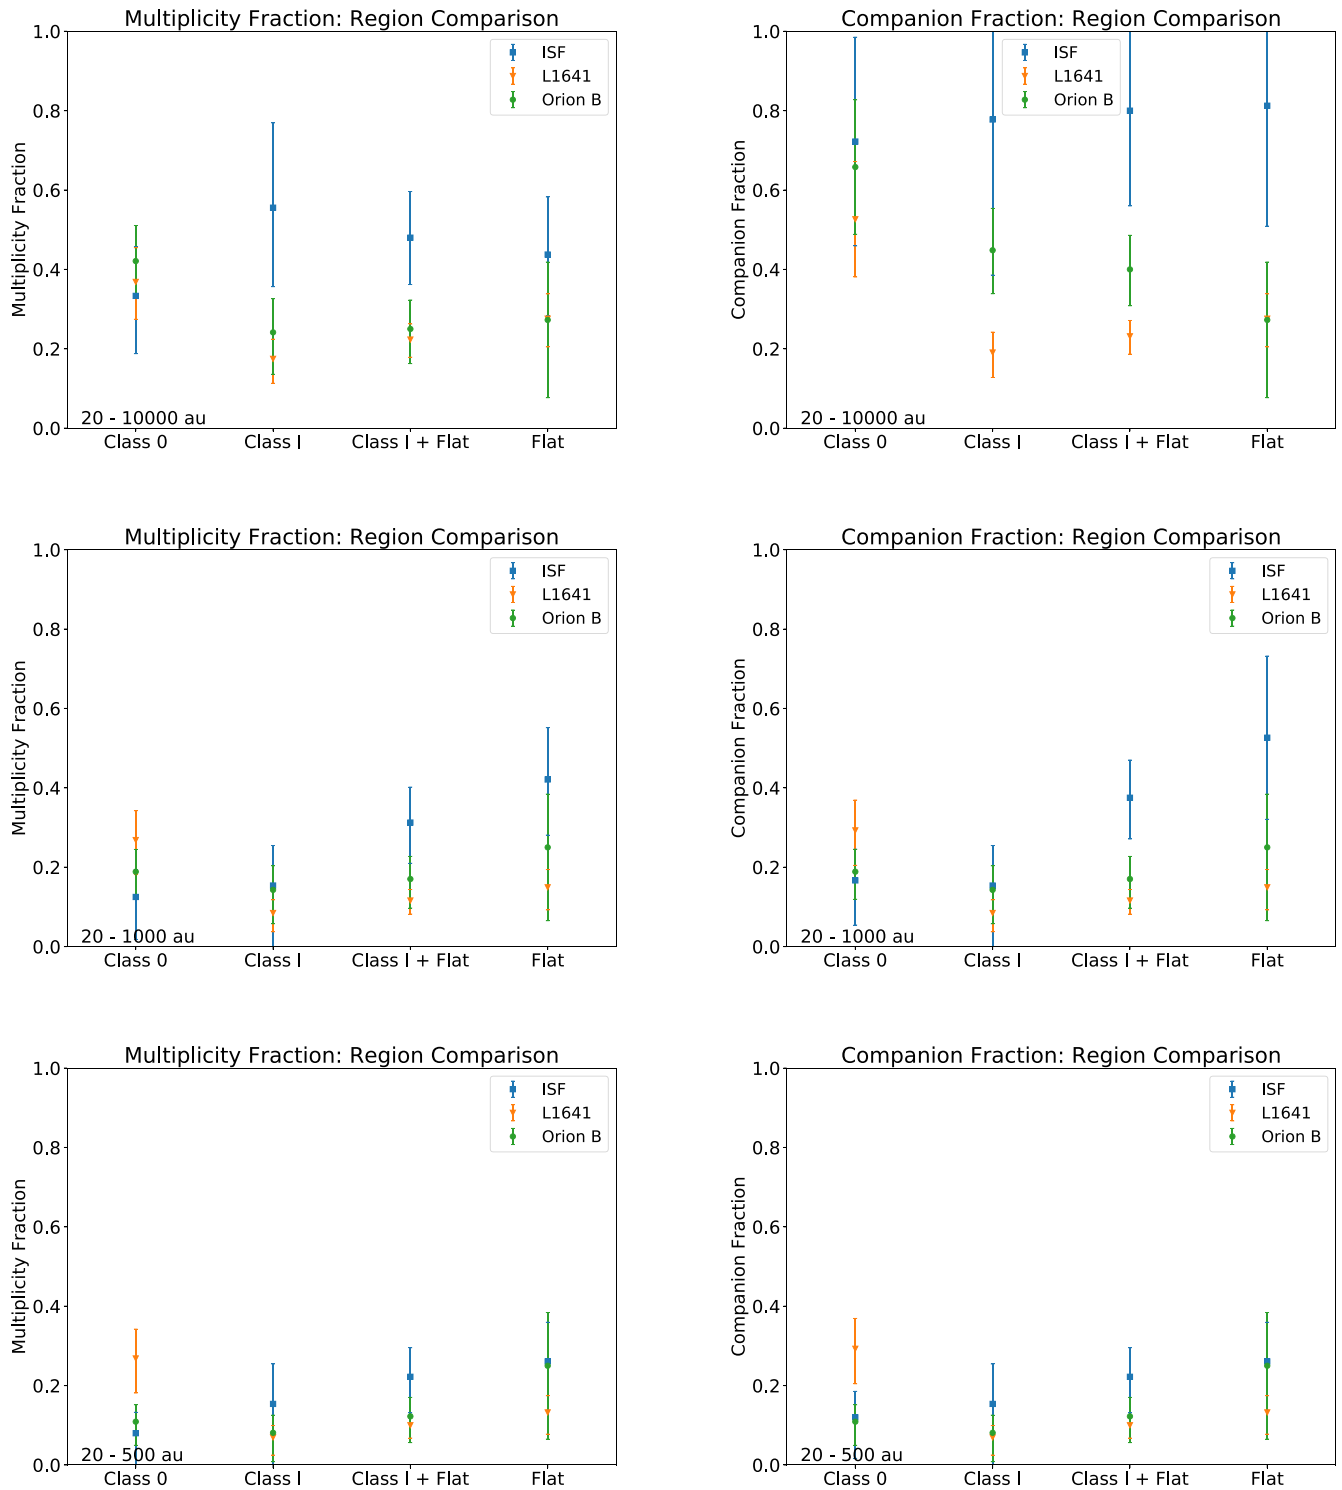 Multiplicity Fraction: Region Comparison
1.0
0.8
0.6
0.4
0.2
0.0
Multiplicity Fraction
ISF
L1641
Orion B
20 - 10000 au
Class 0
Class I
Class I + Flat
Flat
Companion Fraction: Region Comparison
1.0
0.8
0.6
0.4
0.2
0.0
Companion Fraction
ISF
L1641
Orion B
20 - 10000 au
Class 0
Class I
Class I + Flat
Flat
Multiplicity Fraction: Region Comparison
1.0
0.8
0.6
0.4
0.2
0.0
Multiplicity Fraction
ISF
L1641
Orion B
20 - 1000 au
Class 0
Class I
Class I + Flat
Flat
Companion Fraction: Region Comparison
1.0
0.8
0.6
0.4
0.2
0.0
Companion Fraction
ISF
L1641
Orion B
20 - 1000 au
Class 0
Class I
Class I + Flat
Flat
Multiplicity Fraction: Region Comparison
1.0
0.8
0.6
0.4
0.2
0.0
Multiplicity Fraction
ISF
L1641
Orion B
20 - 500 au
Class 0
Class I
Class I + Flat
Flat
Companion Fraction: Region Comparison
1.0
0.8
0.6
0.4
0.2
0.0
Companion Fraction
ISF
L1641
Orion B
20 - 500 au
Class 0
Class I
Class I + Flat
Flat